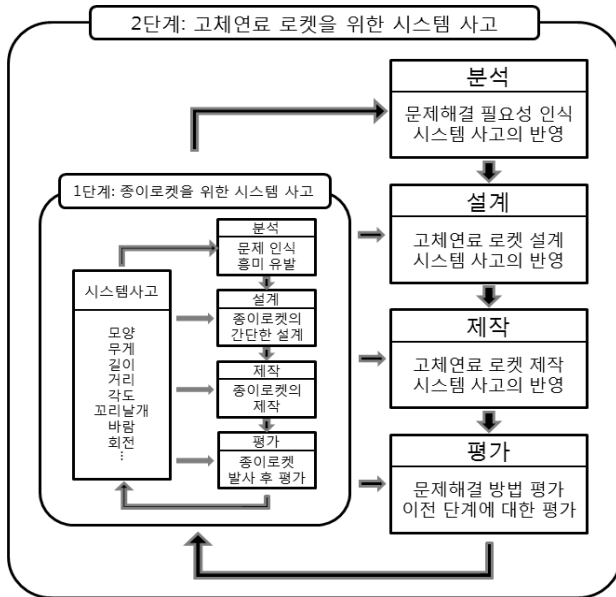 2단계: 고체연료 로켓을 위한 시스템 사고
분석
문제해결 필요성 인식
시스템 사고의 반영
설계
고체연료 로켓 설계
시스템 사고의 반영
제작
고체연료 로켓 제작
시스템 사고의 반영
평가
문제해결 방법 평가
이전 단계에 대한 평가
1단계: 종이로켓을 위한 시스템 사고
시스템사고
모양
무게
길이
거리
각도
꼬리날개
바람
회전
⋮
분석
문제 인식
흥미 유발
설계
종이로켓의
간단한 설계
제작
종이로켓의
제작
평가
종이로켓
발사 후 평가